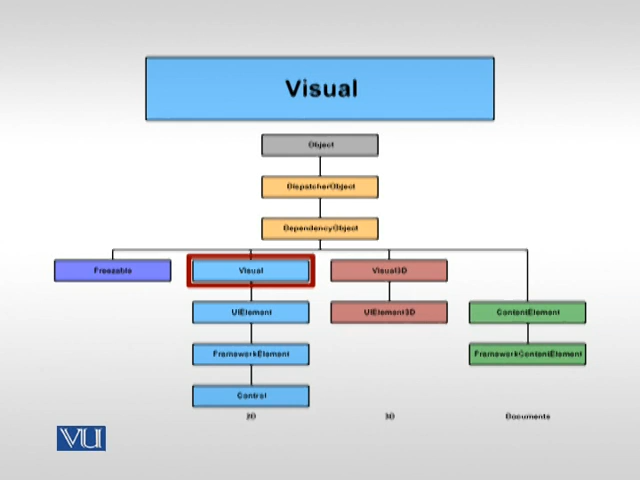 Visual
Object
DispatcherObject
DependencyObject
Freezable
Visual
Visual3D
UIElement
UIElement3D
ContentElement
FrameworkElement
FrameworkContentElement
Control
2D
3D
Documents
VU